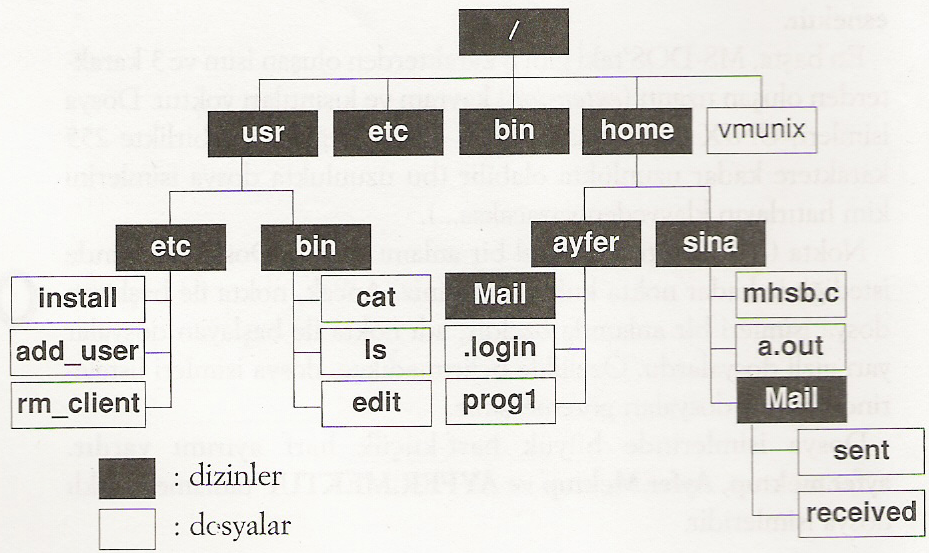 /
usr etc bin home vmunix
etc bin ayfer sina
install cat Mail mhsb.c
add_user ls .login a.out
rm_client edit prog1 Mail
: dizinler sent
: dosyalar received